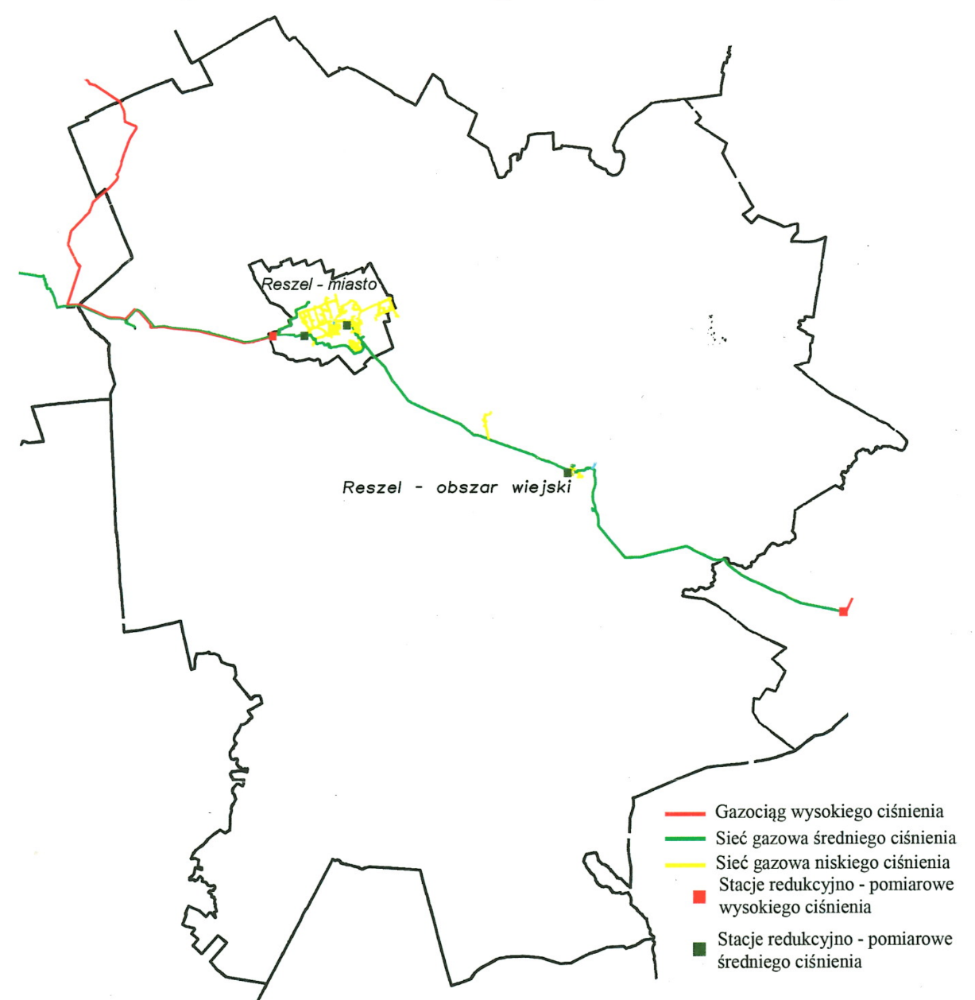 Reszel - miasto
Reszel - obszar wiejski
Gazociąg wysokiego ciśnienia
Sieć gazowa średniego ciśnienia
Sieć gazowa niskiego ciśnienia
Stacje redukcyjno - pomiarowe
wysokiego ciśnienia
Stacje redukcyjno - pomiarowe
średniego ciśnienia